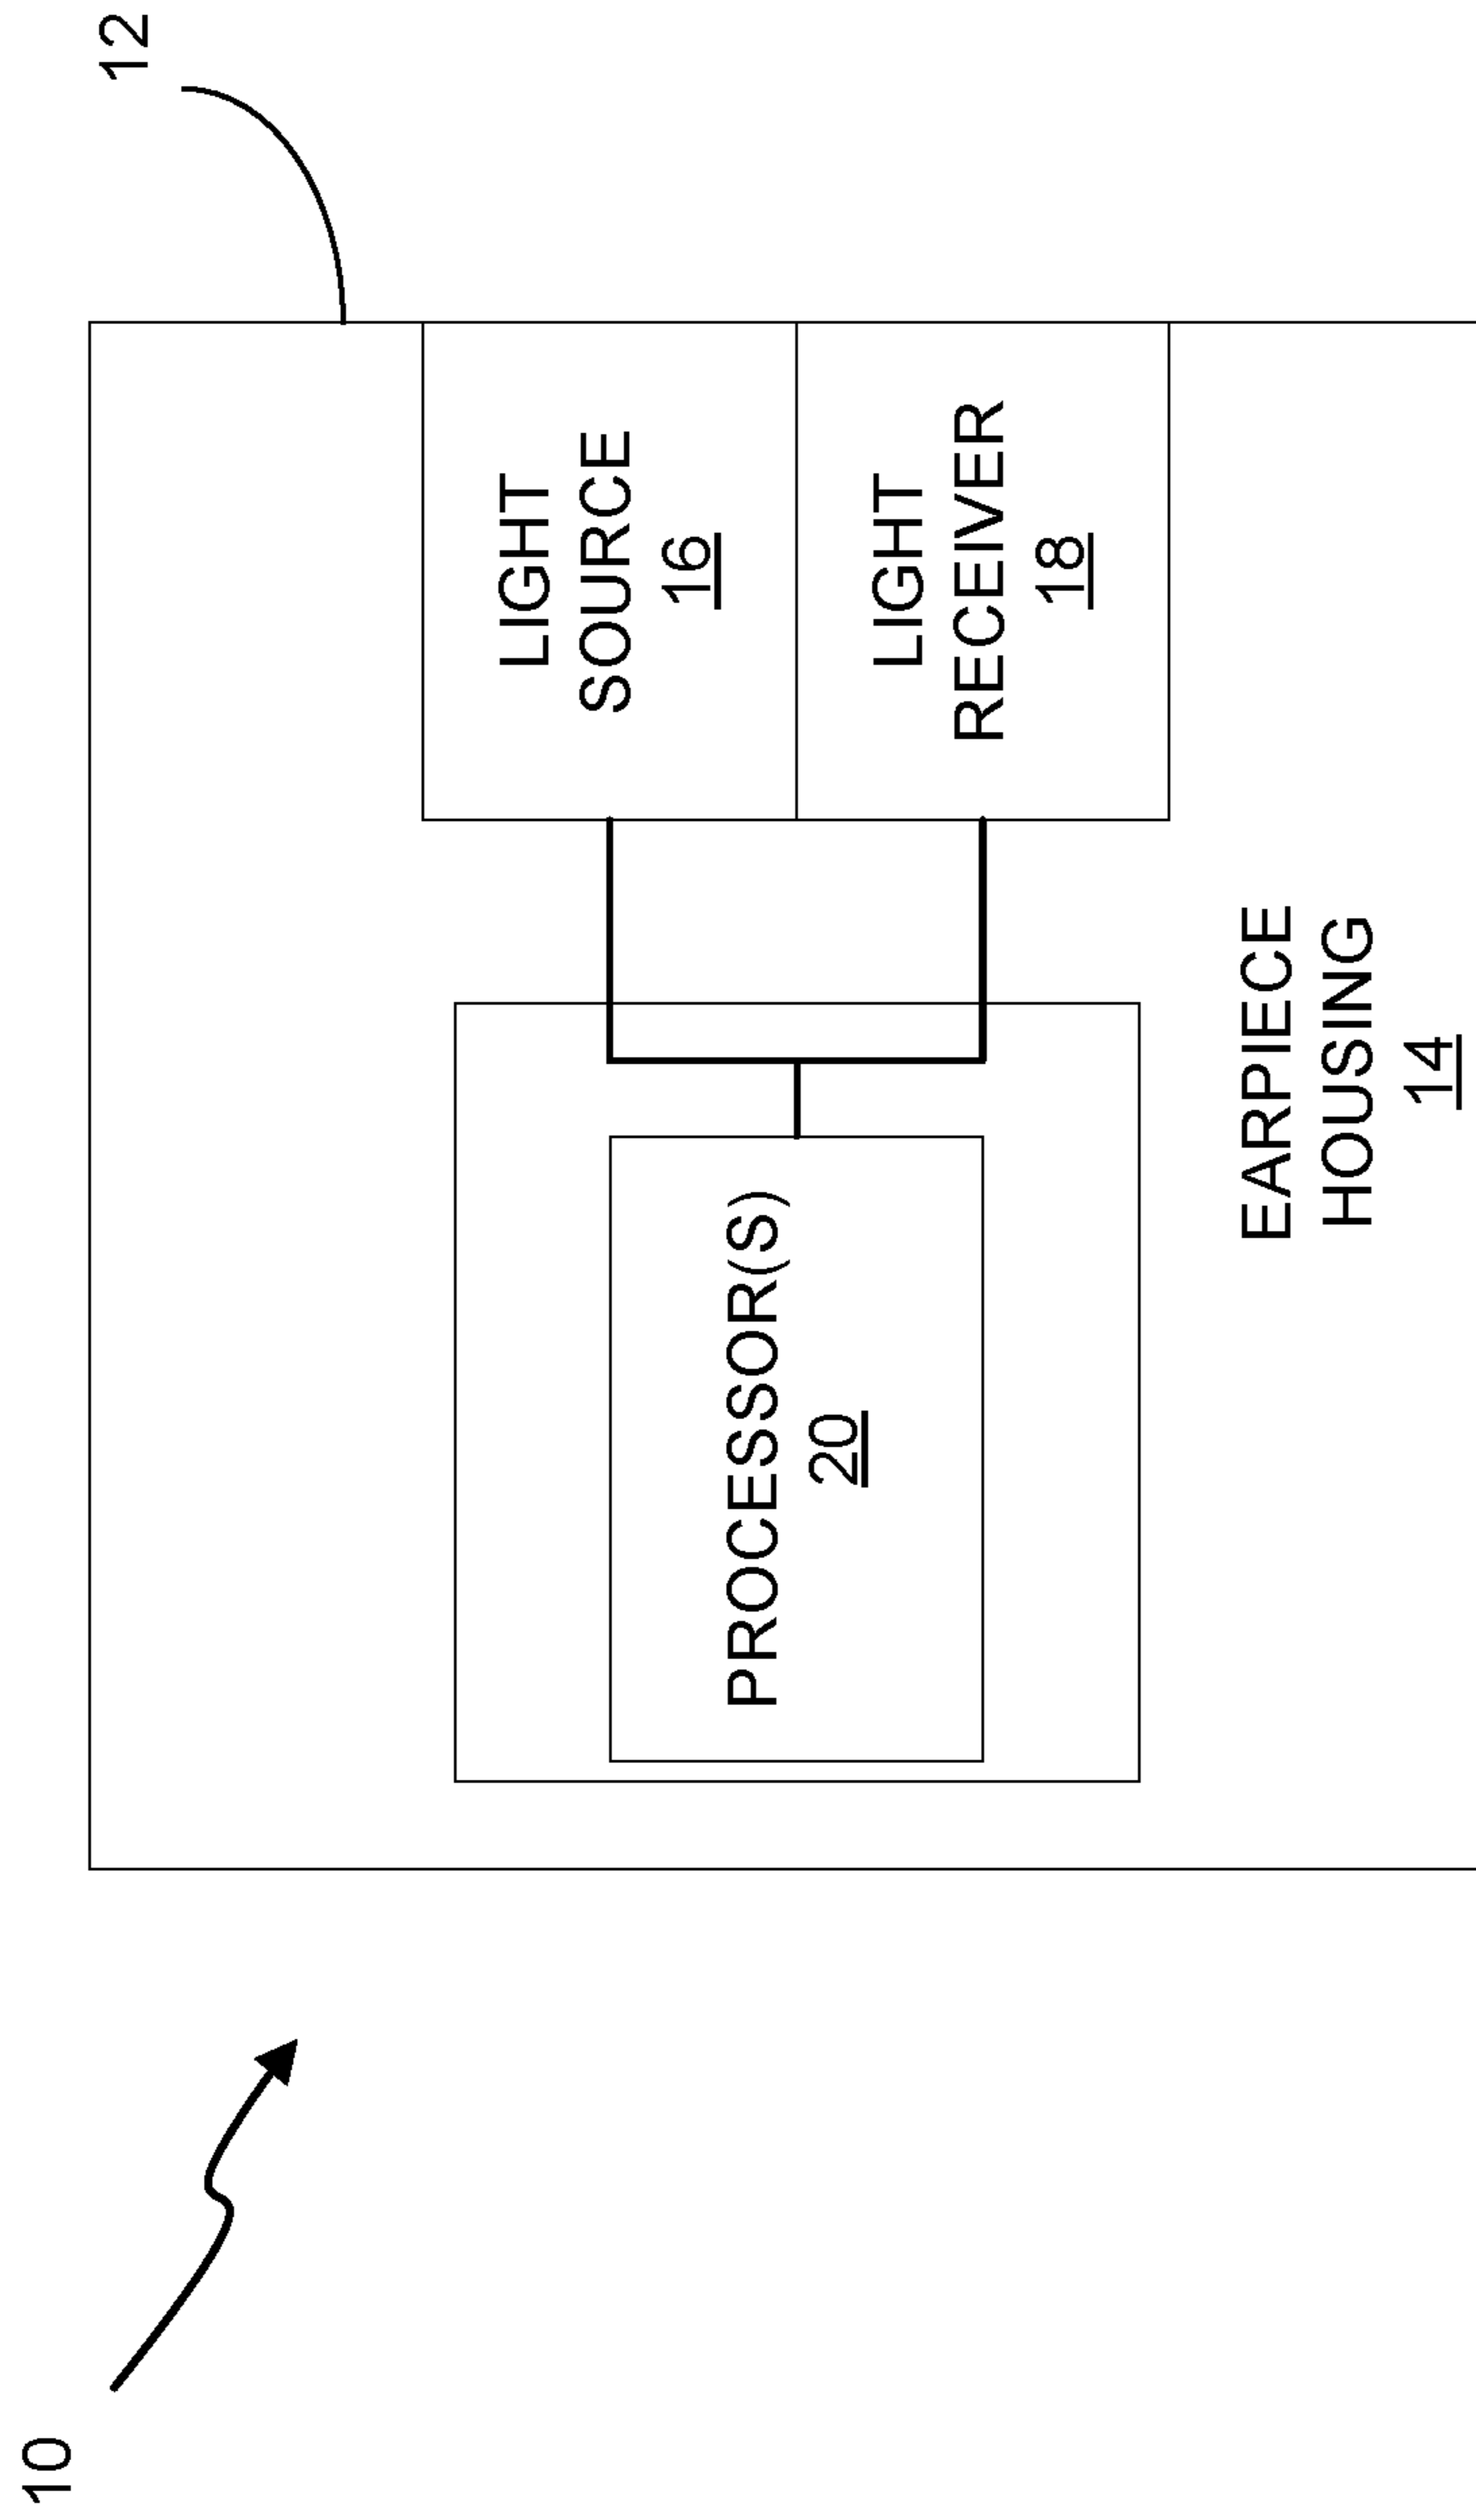 10
12
LIGHT
SOURCE
16
PROCESSOR(S)
20
LIGHT
RECEIVER
18
EARPIECE
HOUSING
14